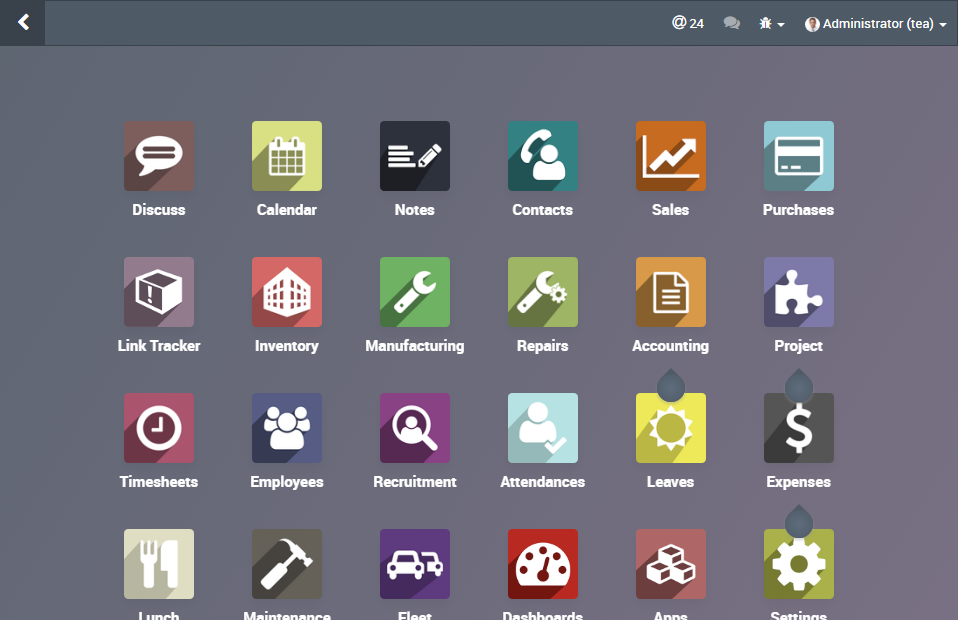 @ 24 Administrator (tea)
Discuss Calendar Notes Contacts Sales Purchases
Link Tracker Inventory Manufacturing Repairs Accounting Project
Timesheets Employees Recruitment Attendances Leaves Expenses
Lunch Maintenance Fleet Dashboards Apps Settings